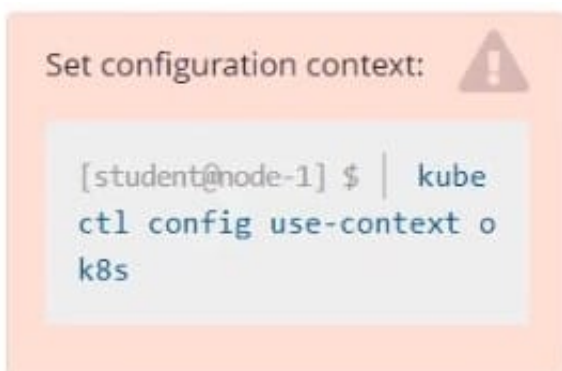 Set configuration context:
[student@node-1] $ | kube
ctl config use-context o
k8s